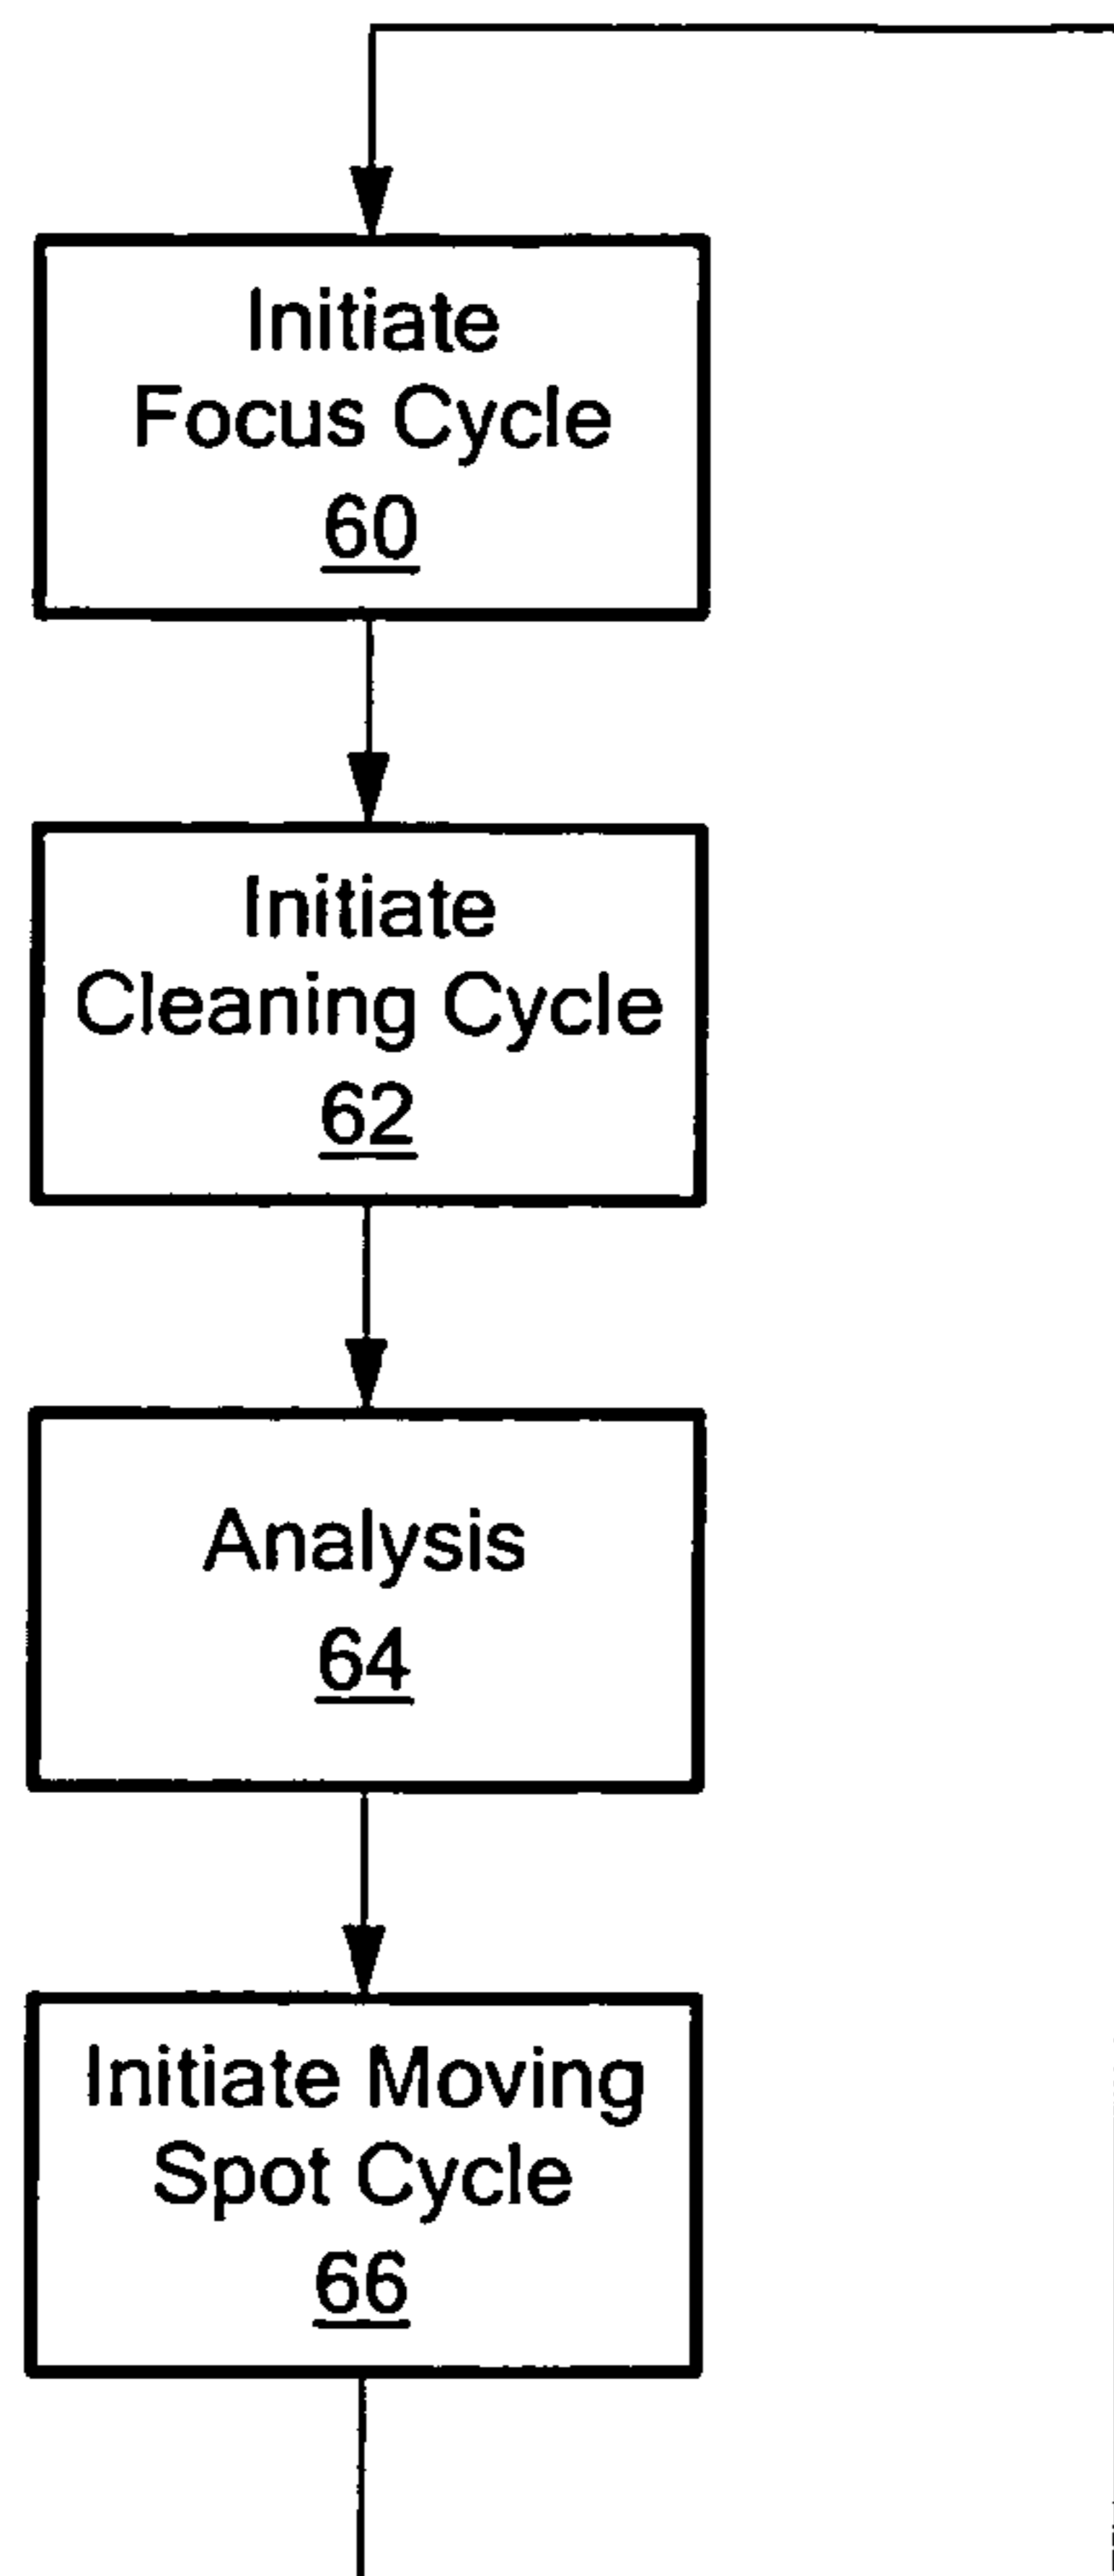 Initiate
Focus Cycle
60
Initiate
Cleaning Cycle
62
Analysis
64
Initiate Moving
Spot Cycle
66